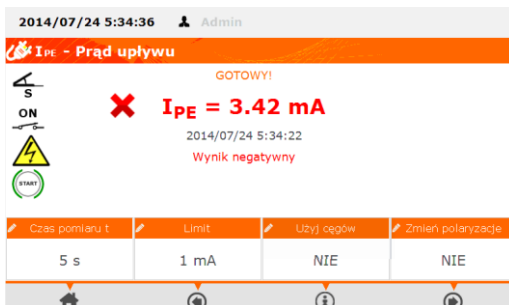 2014/07/24 5:34:36 Admin
IPE - Prąd upływu
GOTOWY!
S
ON
IPE = 3.42 mA
2014/07/24 5:34:22
Wynik negatywny
START
Czas pomiaru t Limit Użyj cęgów Zmień polaryzację
5 s 1 mA NIE NIE